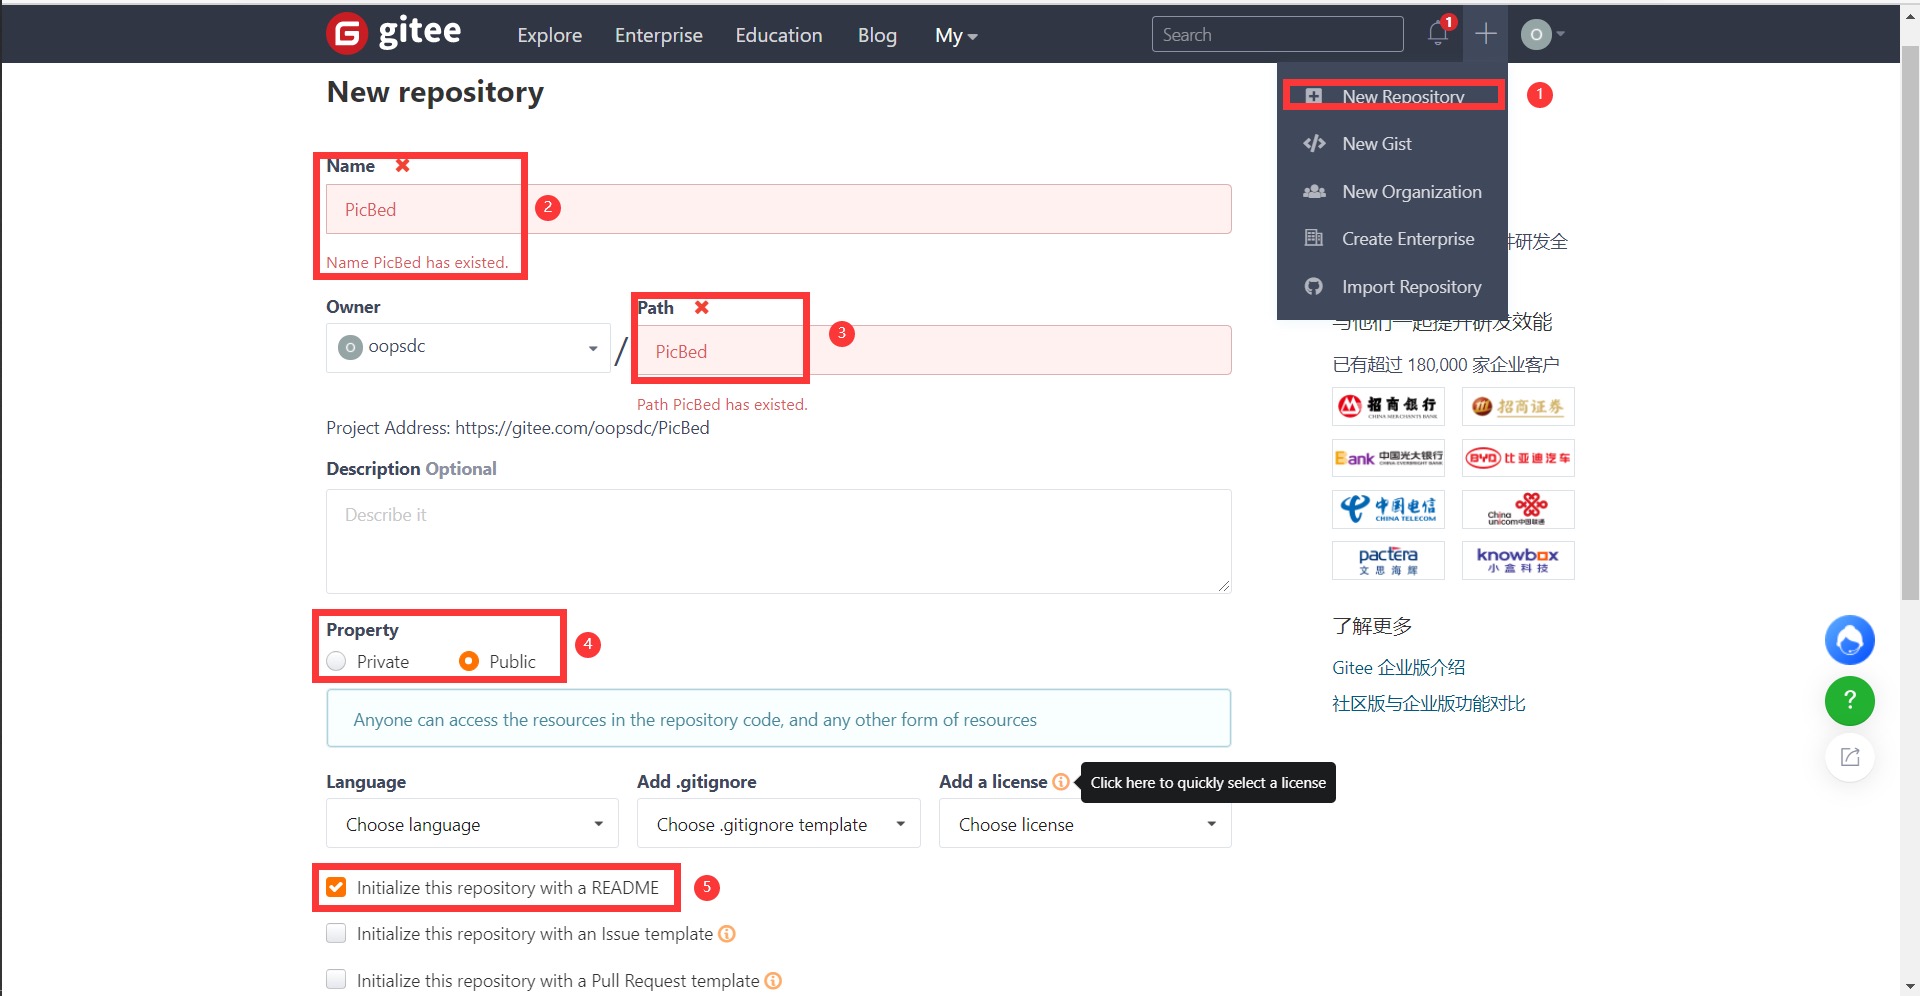 gitee
Explore
Enterprise
Education
Blog
My
Search
1
O
New repository
New Repository
1
New Gist
New Organization
Create Enterprise
Import Repository
Name
PicBed
2
Name PicBed has existed.
Owner
O oopsdc
/
Path
PicBed
3
Path PicBed has existed.
Project Address: https://gitee.com/oopsdc/PicBed
Description Optional
Describe it
Property
Private
Public
4
Anyone can access the resources in the repository code, and any other form of resources
Language
Choose language
Add .gitignore
Choose .gitignore template
Add a license
Click here to quickly select a license
Choose license
Initialize this repository with a README
5
Initialize this repository with an Issue template
Initialize this repository with a Pull Request template
件研发全
与他们一起提升研发效能
已有超过 180,000 家企业客户
招商银行
CHINA MERCHANTS BANK
招商证券
Bank 中国光大银行
CHINA EVERBRIGHT BANK
BYD 比亚迪汽车
中国电信
CHINA TELECOM
China
unicom中国联通
pactera
文思海辉
knowbox
小盒科技
了解更多
Gitee 企业版介绍
社区版与企业版功能对比
?